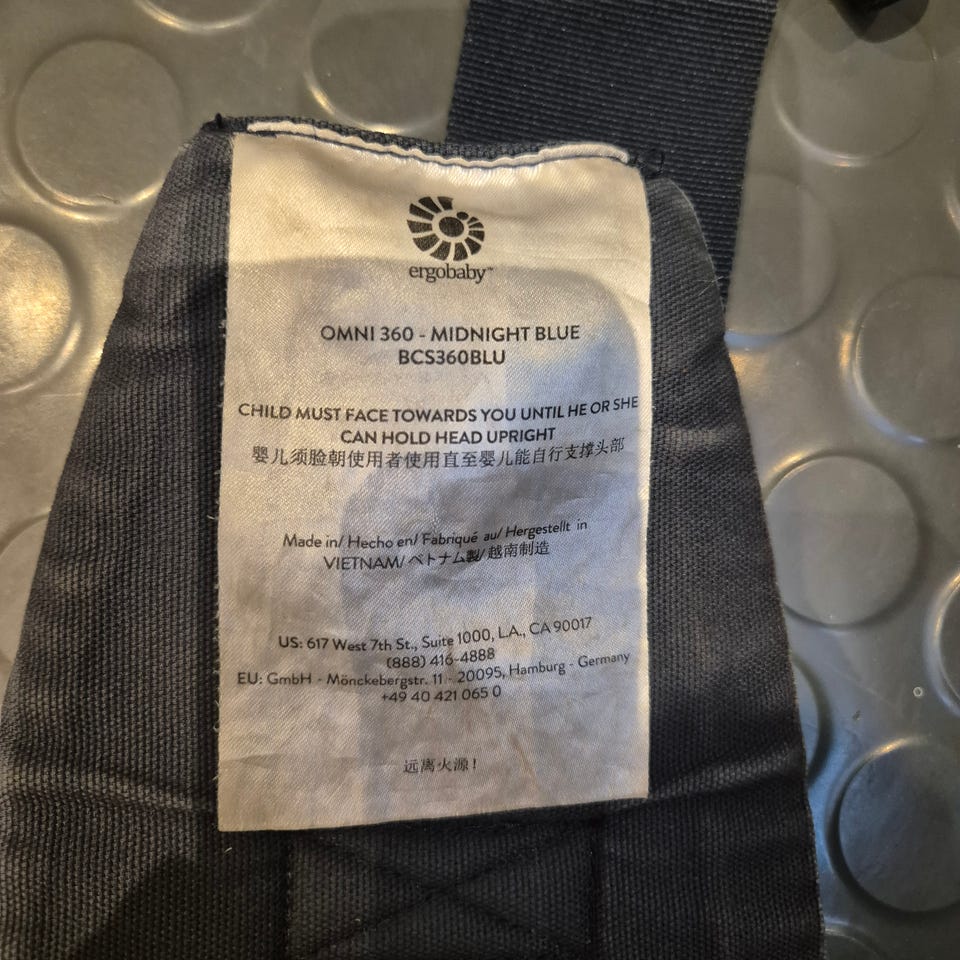 ergobaby™
OMNI 360 - MIDNIGHT BLUE
BCS360BLU
CHILD MUST FACE TOWARDS YOU UNTIL HE OR SHE
CAN HOLD HEAD UPRIGHT
婴儿须脸朝使用者使用直至婴儿能自行支撑头部
Made in/ Hecho en/ Fabriqué au/ Hergestellt in
VIETNAM/ ベトナム製/ 越南制造
US: 617 West 7th St., Suite 1000, L.A., CA 90017
(888) 416-4888
EU: GmbH - Mönckebergstr. 11 - 20095, Hamburg - Germany
+49 40 421 065 0
远离火源!